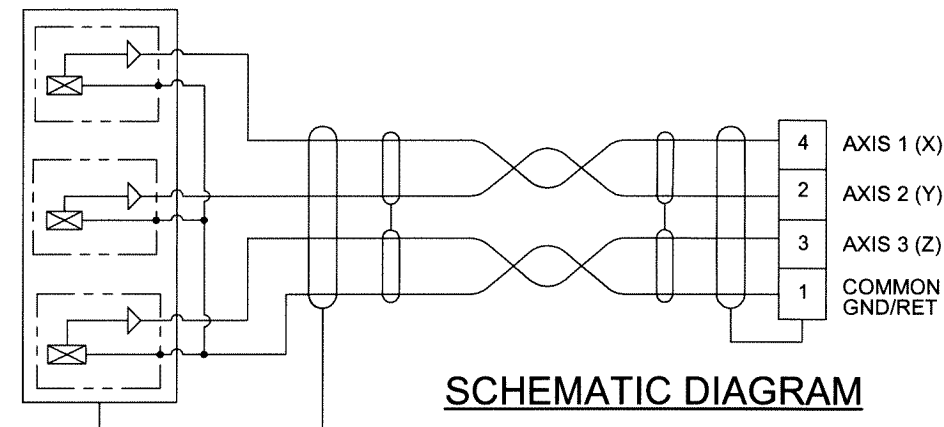 4 AXIS 1 (X)
2 AXIS 2 (Y)
3 AXIS 3 (Z)
1 COMMON
GND/RET
SCHEMATIC DIAGRAM